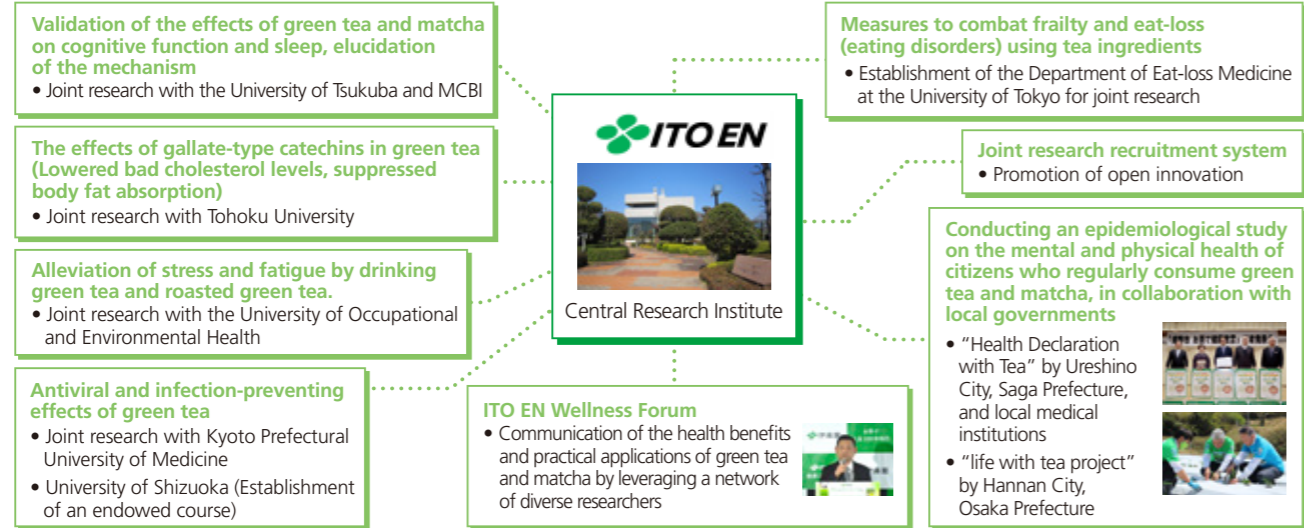 Validation of the effects of green tea and matcha
on cognitive function and sleep, elucidation
of the mechanism
• Joint research with the University of Tsukuba and MCBI
The effects of gallate-type catechins in green tea
(Lowered bad cholesterol levels, suppressed
body fat absorption)
• Joint research with Tohoku University
Alleviation of stress and fatigue by drinking
green tea and roasted green tea.
• Joint research with the University of Occupational
and Environmental Health
Antiviral and infection-preventing
effects of green tea
• Joint research with Kyoto Prefectural
University of Medicine
• University of Shizuoka (Establishment
of an endowed course)
ITO EN
Central Research Institute
ITO EN Wellness Forum
• Communication of the health benefits
and practical applications of green tea
and matcha by leveraging a network
of diverse researchers
Measures to combat frailty and eat-loss
(eating disorders) using tea ingredients
• Establishment of the Department of Eat-loss Medicine
at the University of Tokyo for joint research
Joint research recruitment system
• Promotion of open innovation
Conducting an epidemiological study
on the mental and physical health of
citizens who regularly consume green
tea and matcha, in collaboration with
local governments
• “Health Declaration
with Tea” by Ureshino
City, Saga Prefecture,
and local medical
institutions
• “life with tea project”
by Hannan City,
Osaka Prefecture